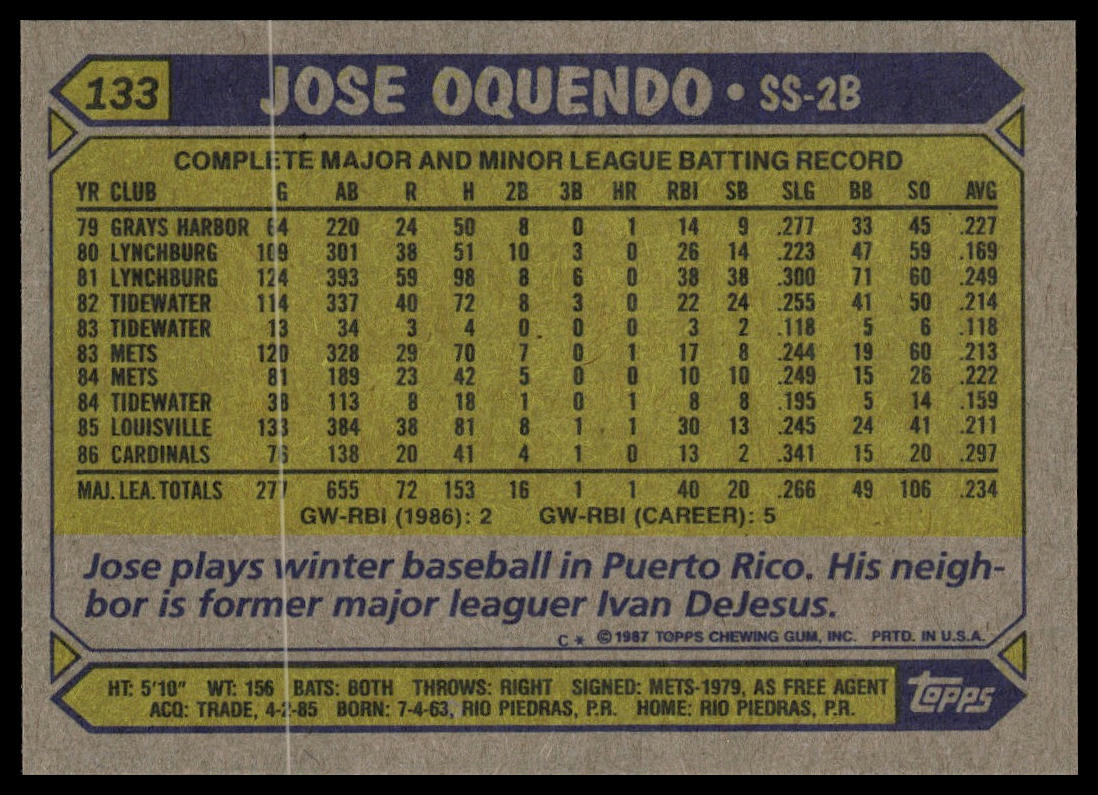 133 JOSE OQUENDO • SS-2B
COMPLETE MAJOR AND MINOR LEAGUE BATTING RECORD
YR CLUB G AB R H 2B 3B HR RBI SB SLG BB SO AVG
79 GRAYS HARBOR 64 220 24 50 8 0 1 14 9 .277 33 45 .227
80 LYNCHBURG 109 301 38 51 10 3 0 26 14 .223 47 59 .169
81 LYNCHBURG 124 393 59 98 8 6 0 38 38 .300 71 60 .249
82 TIDEWATER 114 337 40 72 8 3 0 22 24 .255 41 50 .214
83 TIDEWATER 13 34 3 4 0 0 0 3 2 .118 5 6 .118
83 METS 120 328 29 70 7 0 1 17 8 .244 19 60 .213
84 METS 81 189 23 42 5 0 0 10 10 .249 15 26 .222
84 TIDEWATER 38 113 8 18 1 0 1 8 8 .195 5 14 .159
85 LOUISVILLE 133 384 38 81 8 1 1 30 13 .245 24 41 .211
86 CARDINALS 76 138 20 41 4 1 0 13 2 .341 15 20 .297
MAJ. LEA. TOTALS 277 655 72 153 16 1 1 40 20 .266 49 106 .234
GW-RBI (1986): 2 GW-RBI (CAREER): 5
Jose plays winter baseball in Puerto Rico. His neigh-
bor is former major leaguer Ivan DeJesus.
C * © 1987 TOPPS CHEWING GUM, INC. PRTD. IN U.S.A.
HT: 5'10" WT: 156 BATS: BOTH THROWS: RIGHT SIGNED: METS-1979, AS FREE AGENT
ACQ: TRADE, 4-2-85 BORN: 7-4-63, RIO PIEDRAS, P.R. HOME: RIO PIEDRAS, P.R.
topps